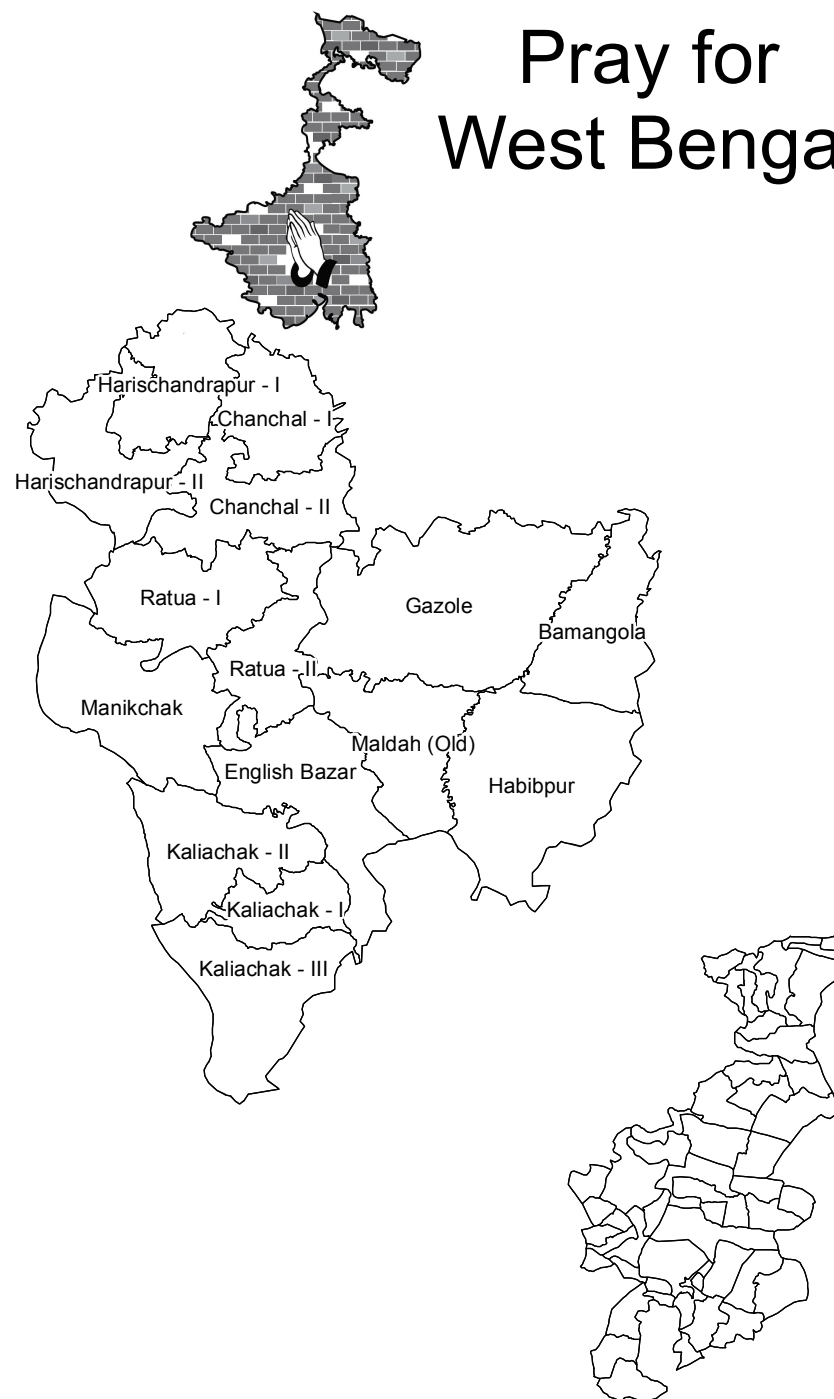 Pray for
West Benga
Harischandrapur - I
Chanchal - I
Harischandrapur - II
Chanchal - II
Ratua - I
Gazole
Bamangola
Ratua - II
Manikchak
Maldah (Old)
English Bazar
Habibpur
Kaliachak - II
Kaliachak - I
Kaliachak - III